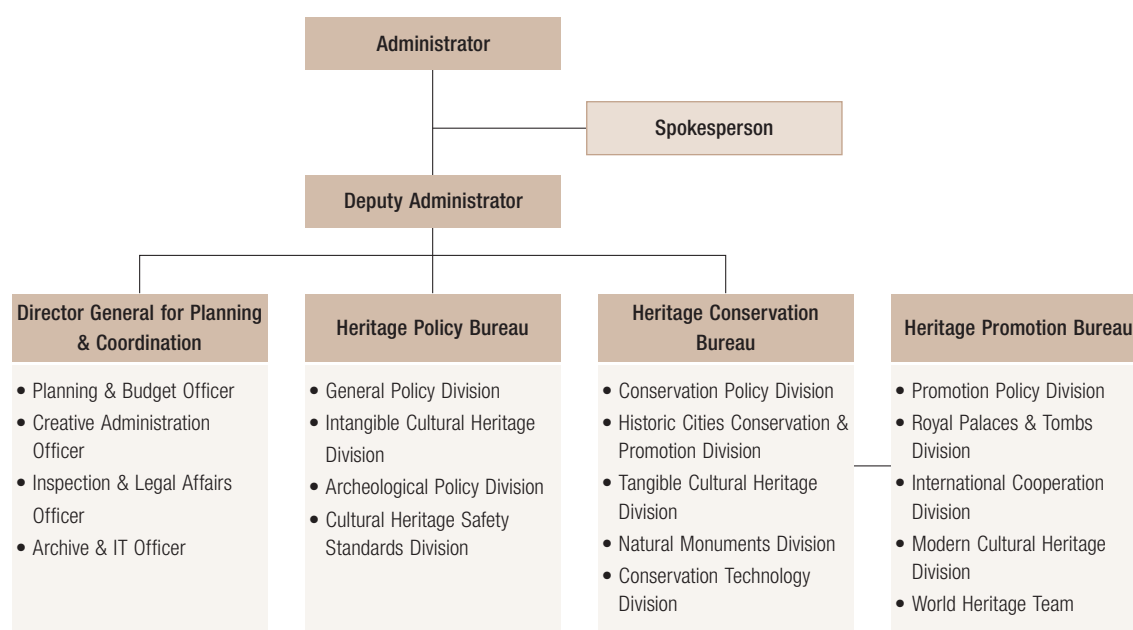 Administrator
Spokesperson
Deputy Administrator
Director General for Planning
& Coordination
• Planning & Budget Officer
• Creative Administration
Officer
• Inspection & Legal Affairs
Officer
• Archive & IT Officer
Heritage Policy Bureau
• General Policy Division
• Intangible Cultural Heritage
Division
• Archeological Policy Division
• Cultural Heritage Safety
Standards Division
Heritage Conservation
Bureau
• Conservation Policy Division
• Historic Cities Conservation &
Promotion Division
• Tangible Cultural Heritage
Division
• Natural Monuments Division
• Conservation Technology
Division
Heritage Promotion Bureau
• Promotion Policy Division
• Royal Palaces & Tombs
Division
• International Cooperation
Division
• Modern Cultural Heritage
Division
• World Heritage Team